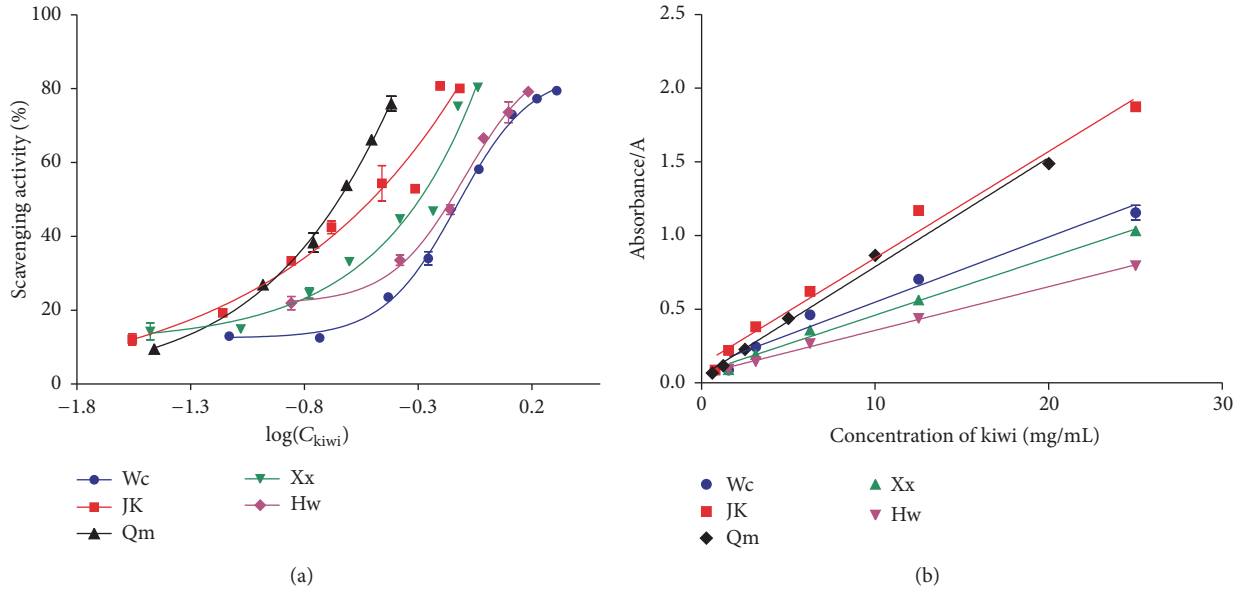 100
80
60
40
20
0
Scavenging activity (%)
−1.8 −1.3 −0.8 −0.3 0.2
log(C_kiwi)
Wc
JK
Qm
Xx
Hw
(a)
2.5
2.0
1.5
1.0
0.5
0.0
Absorbance/A
0 10 20 30
Concentration of kiwi (mg/mL)
Wc
JK
Qm
Xx
Hw
(b)